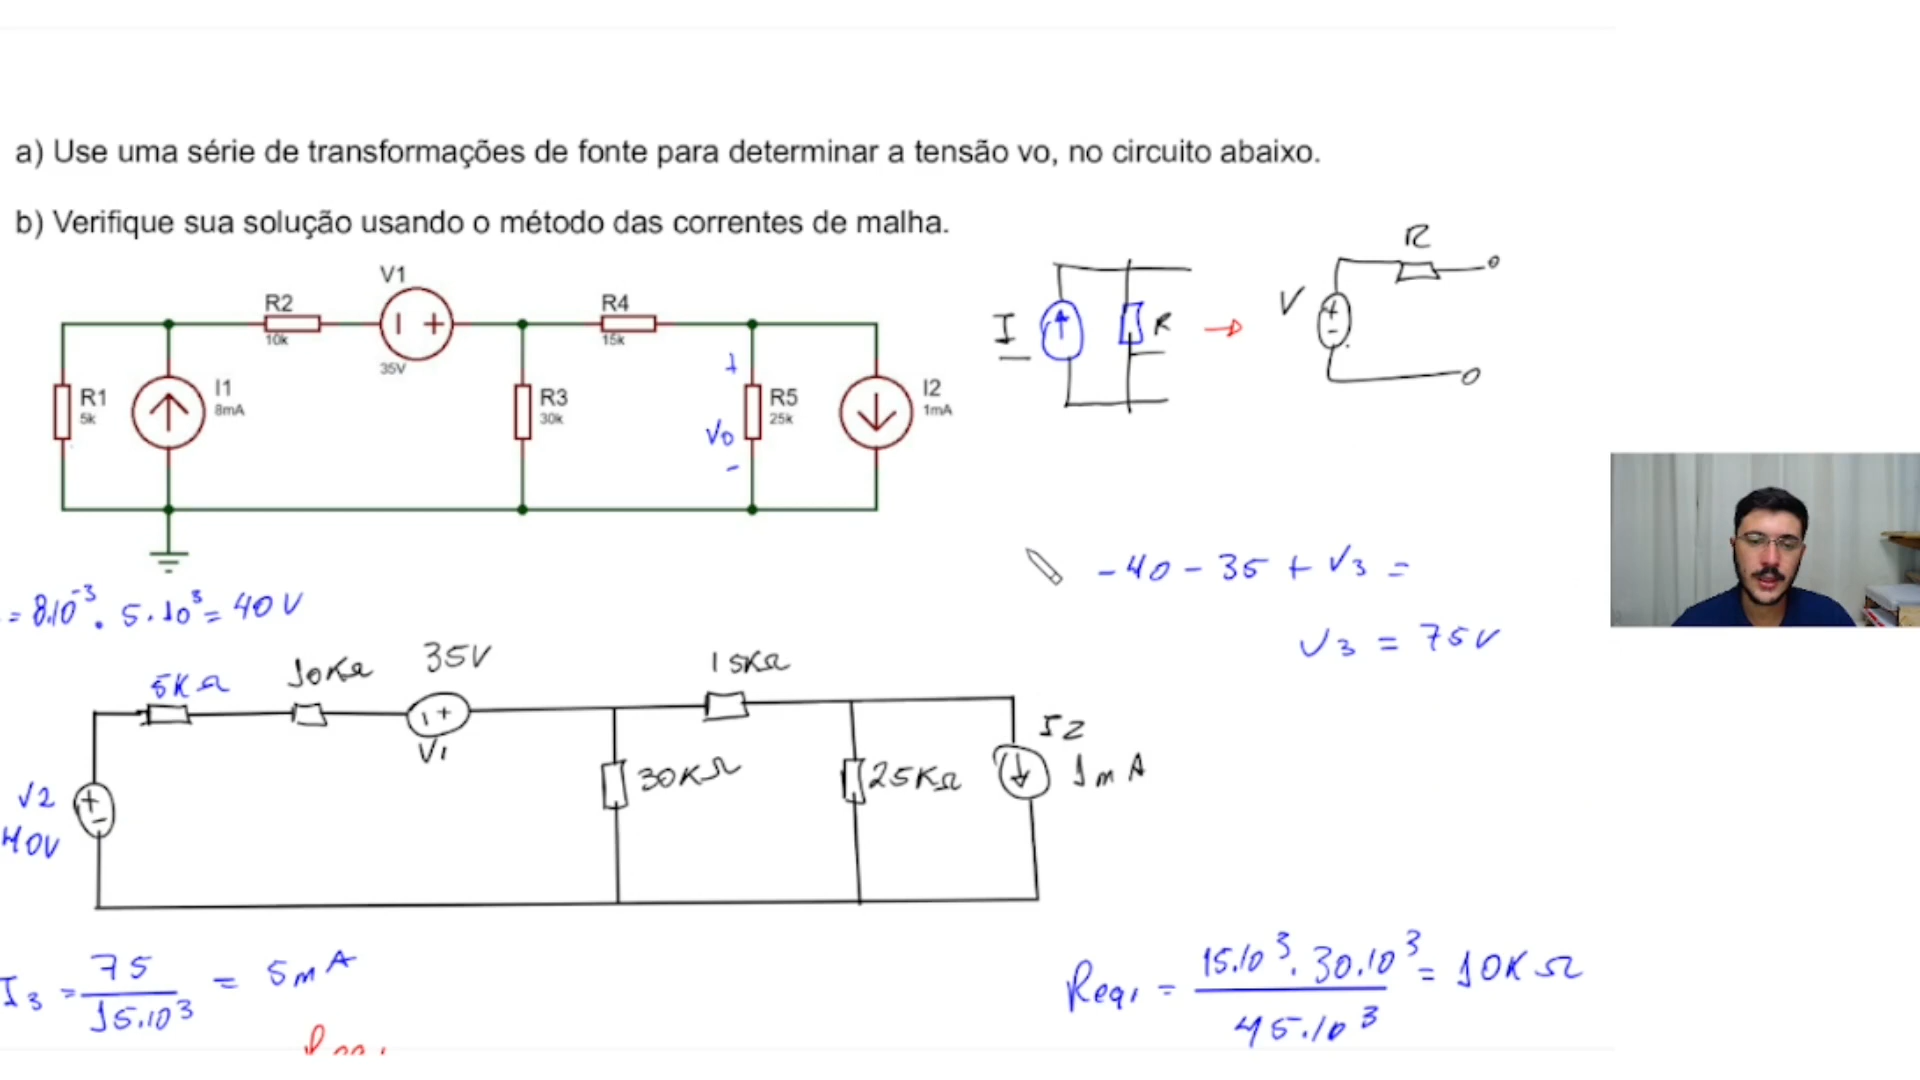 a) Use uma série de transformações de fonte para determinar a tensão vo, no circuito abaixo.
b) Verifique sua solução usando o método das correntes de malha.
V1
35V
R2
10k
R4
15k
R1
5k
I1
8mA
R3
30k
+
Vo
-
R5
25k
I2
1mA
I
R
V
R
= 8.10⁻³ . 5.10³ = 40V
-40 - 35 + V3 =
V3 = 75V
5KΩ
10KΩ
35V
V1
15KΩ
30KΩ
25KΩ
I2
1mA
V2
40V
I3 = 75 / 15.10³ = 5mA
Req1 = 15.10³ . 30.10³ / 45.10³ = 10KΩ